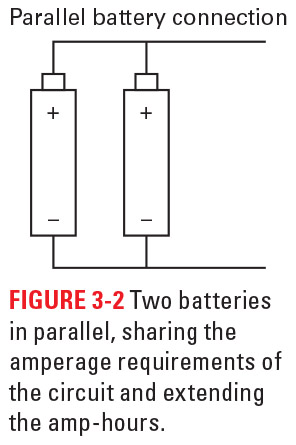 Parallel battery connection
+ +
– –
FIGURE 3-2 Two batteries
in parallel, sharing the
amperage requirements of
the circuit and extending
the amp-hours.